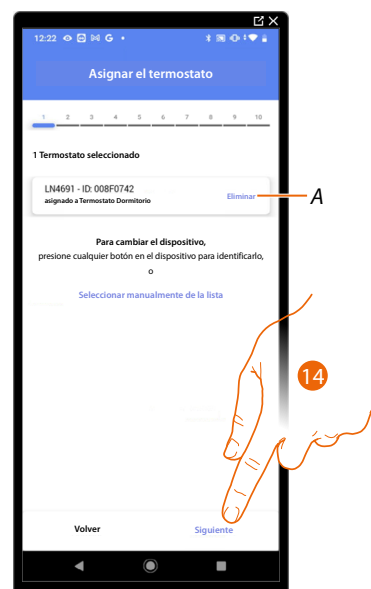 12:22 G
Asignar el termostato
1 2 3 4 5 6 7 8 9 10
1 Termostato seleccionado
LN4691 - ID: 008F0742
asignado a Termostato Dormitorio
Eliminar
A
Para cambiar el dispositivo,
presione cualquier botón en el dispositivo para identificarlo,
o
Seleccionar manualmente de la lista
14
Volver
Siguiente